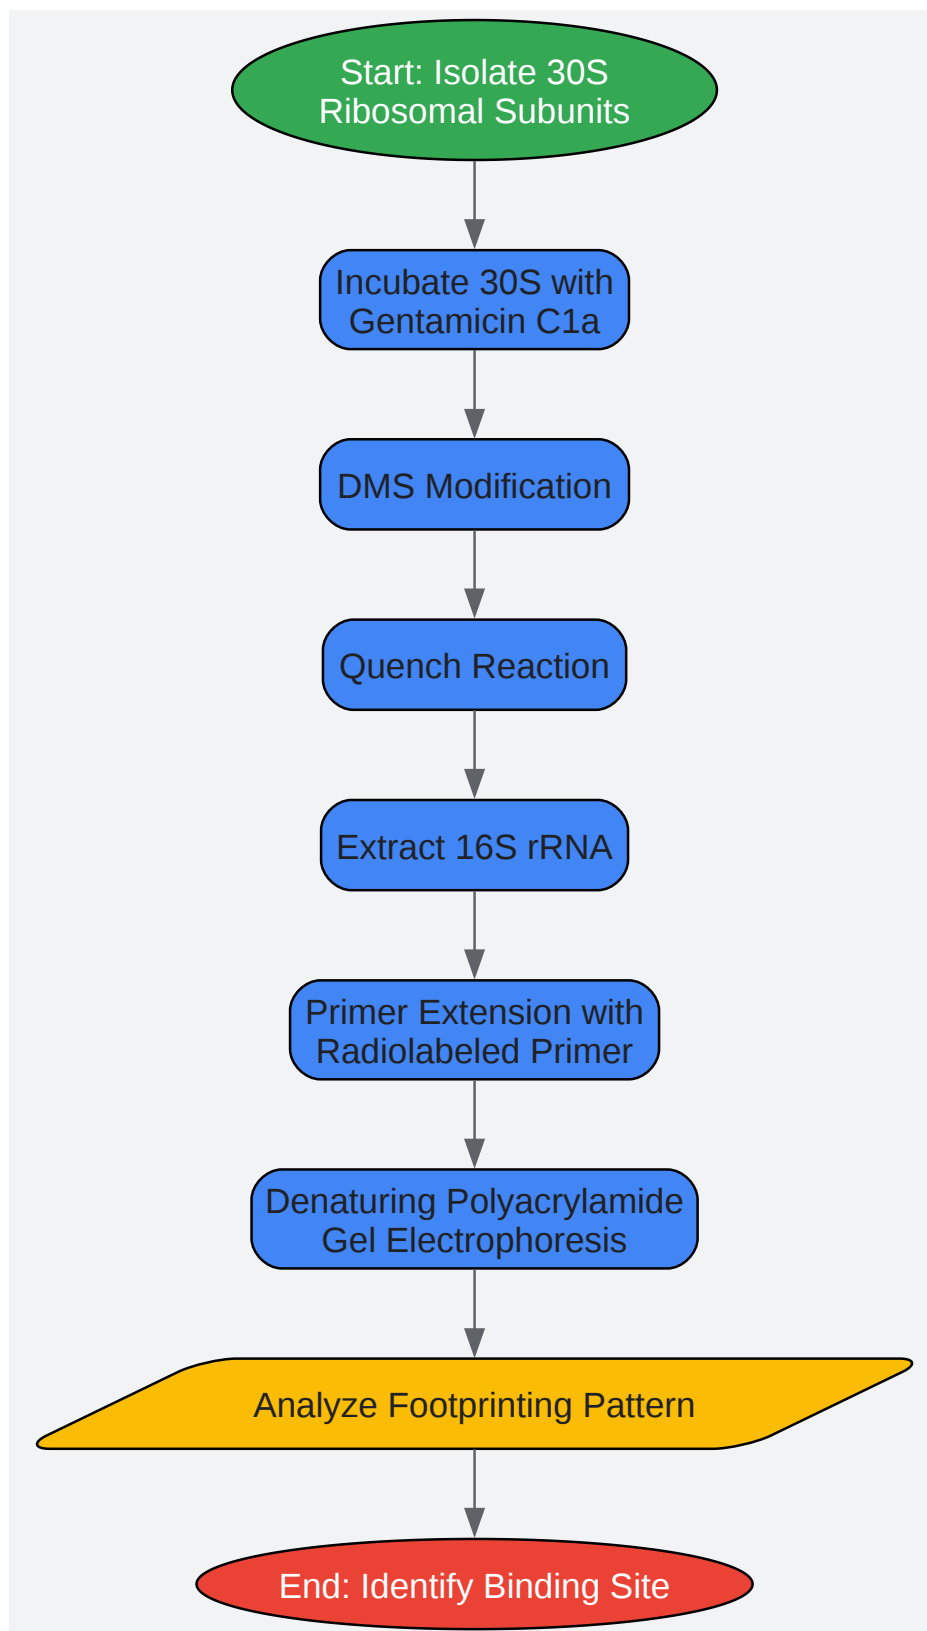 Start: Isolate 30S
Ribosomal Subunits
Incubate 30S with
Gentamicin C1a
DMS Modification
Quench Reaction
Extract 16S rRNA
Primer Extension with
Radiolabeled Primer
Denaturing Polyacrylamide
Gel Electrophoresis
Analyze Footprinting Pattern
End: Identify Binding Site